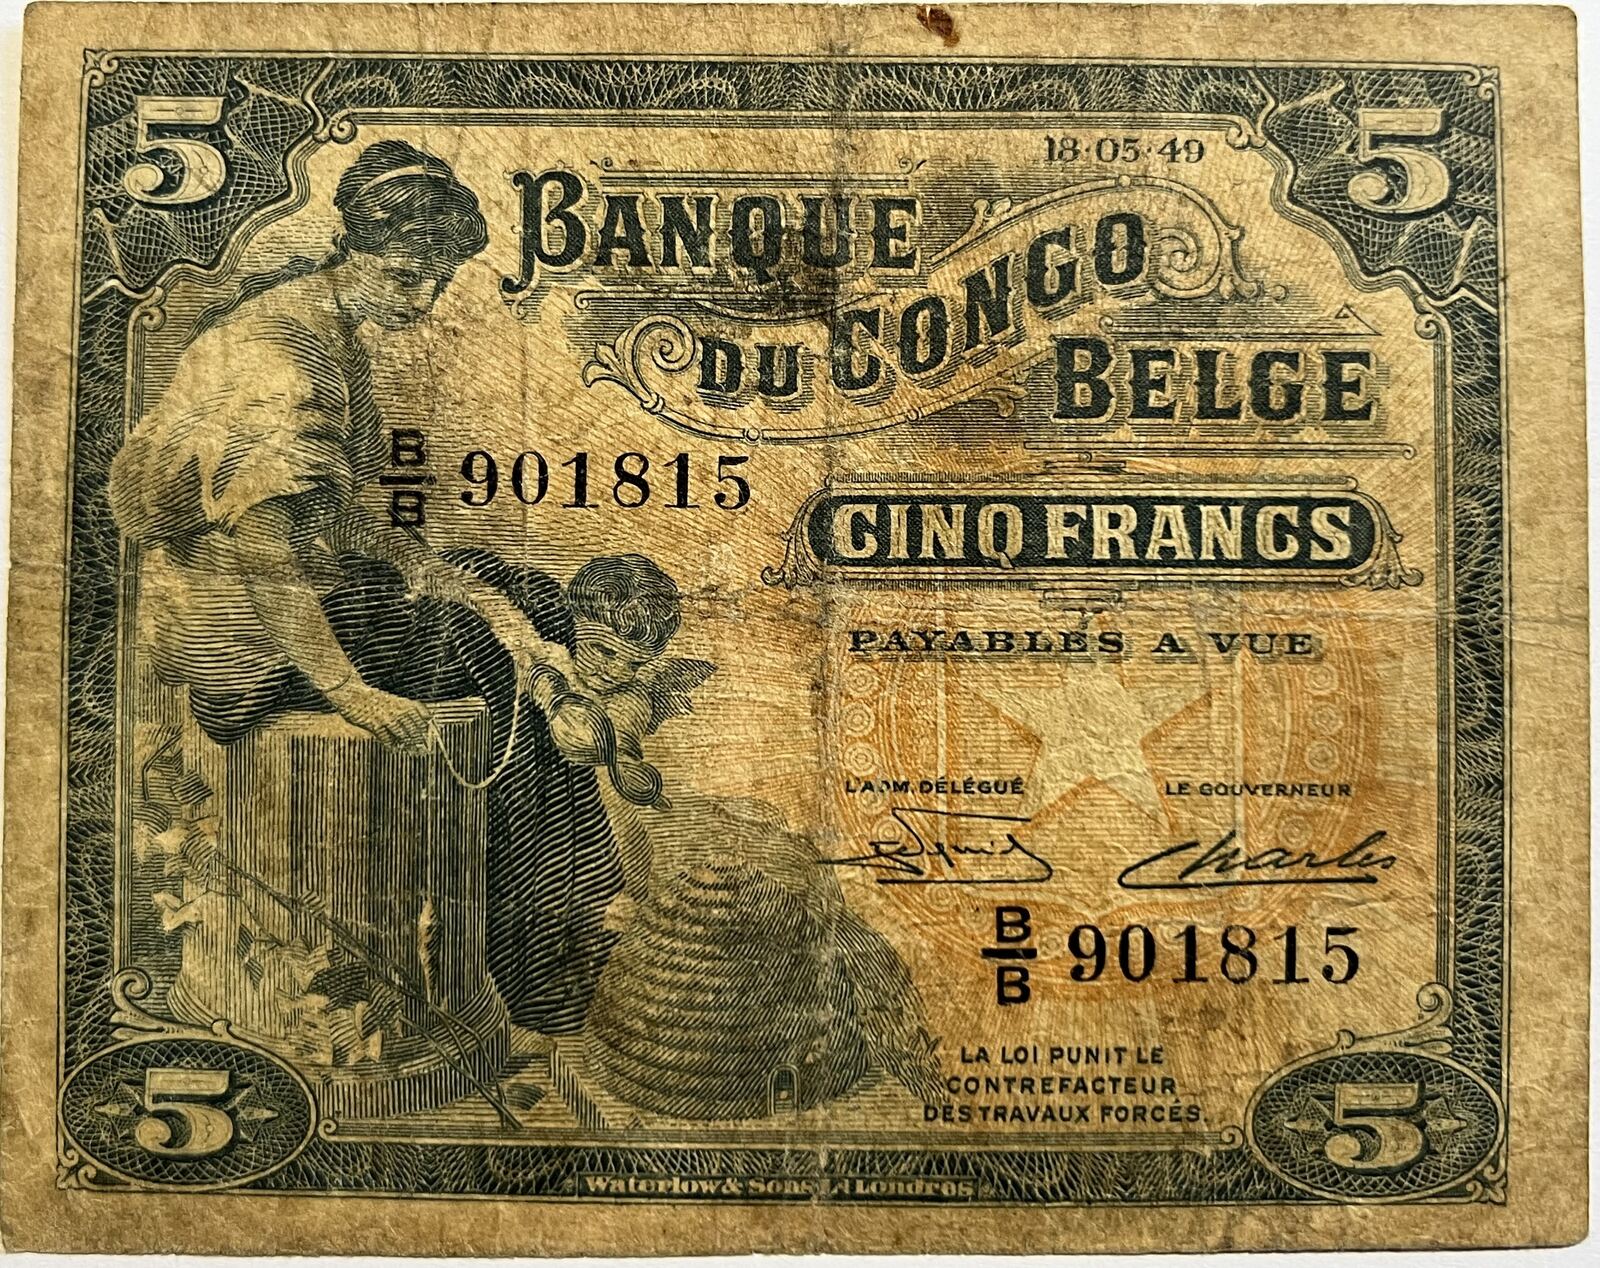 5
5
18·05·49
BANQUE
DU CONGO
BELGE
B/B 901815
CINQ FRANCS
PAYABLES A VUE
L'ADM. DÉLÉGUÉ
LE GOUVERNEUR
Charles
B/B 901815
LA LOI PUNIT LE
CONTREFACTEUR
DES TRAVAUX FORCÉS.
5
5
Waterlow & Sons Ld Londres